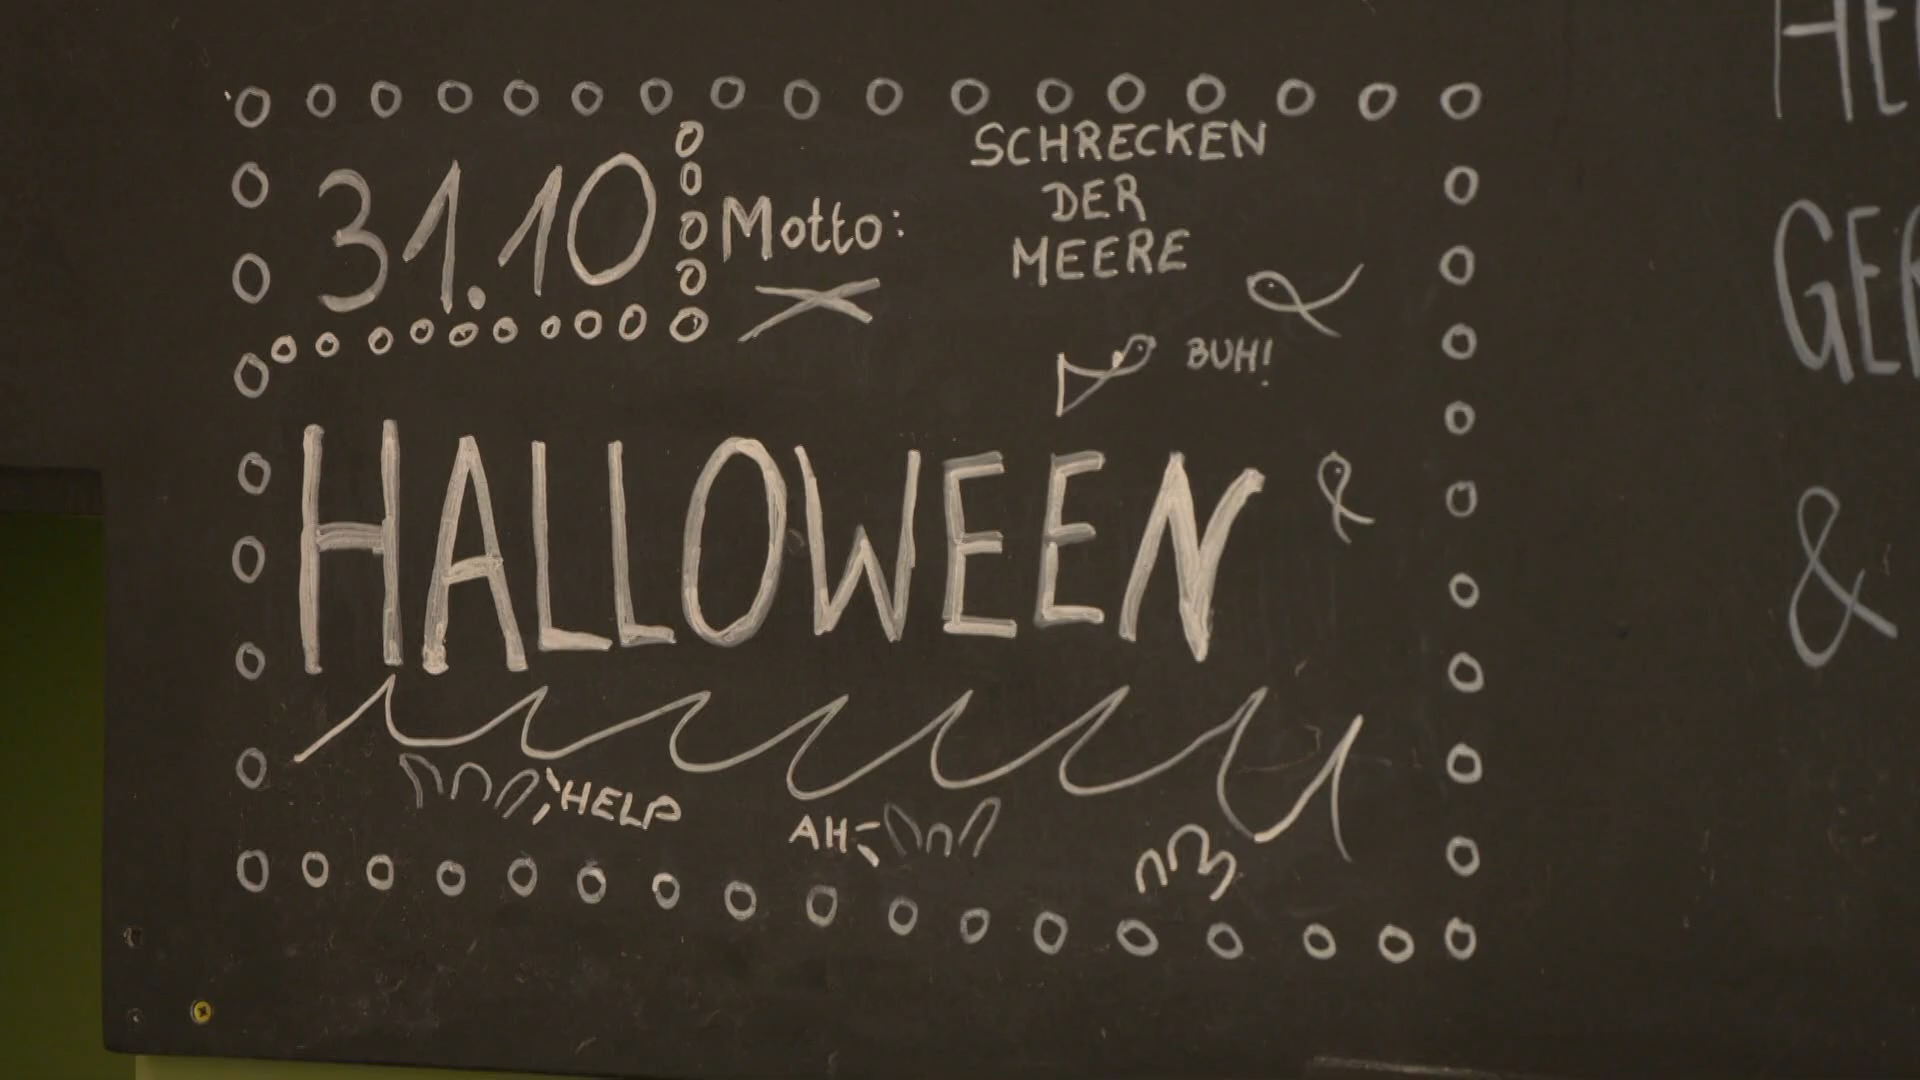 31.10
Motto:
SCHRECKEN
DER
MEERE
BUH!
HALLOWEEN
HELP
AH
&